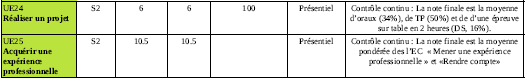 UE24
Réaliser un projet
S2
6
6
100
Présentiel
Contrôle continu : La note finale est la moyenne
d'oraux (34%), de TP (50%) et de d'une épreuve
sur table en 2 heures (DS, 16%).
UE25
Acquérir une
expérience
professionnelle
S2
10.5
10.5
Présentiel
Contrôle continu : La note finale est la moyenne
pondérée des l'EC « Mener une expérience
professionnelle » et «Rendre compte»